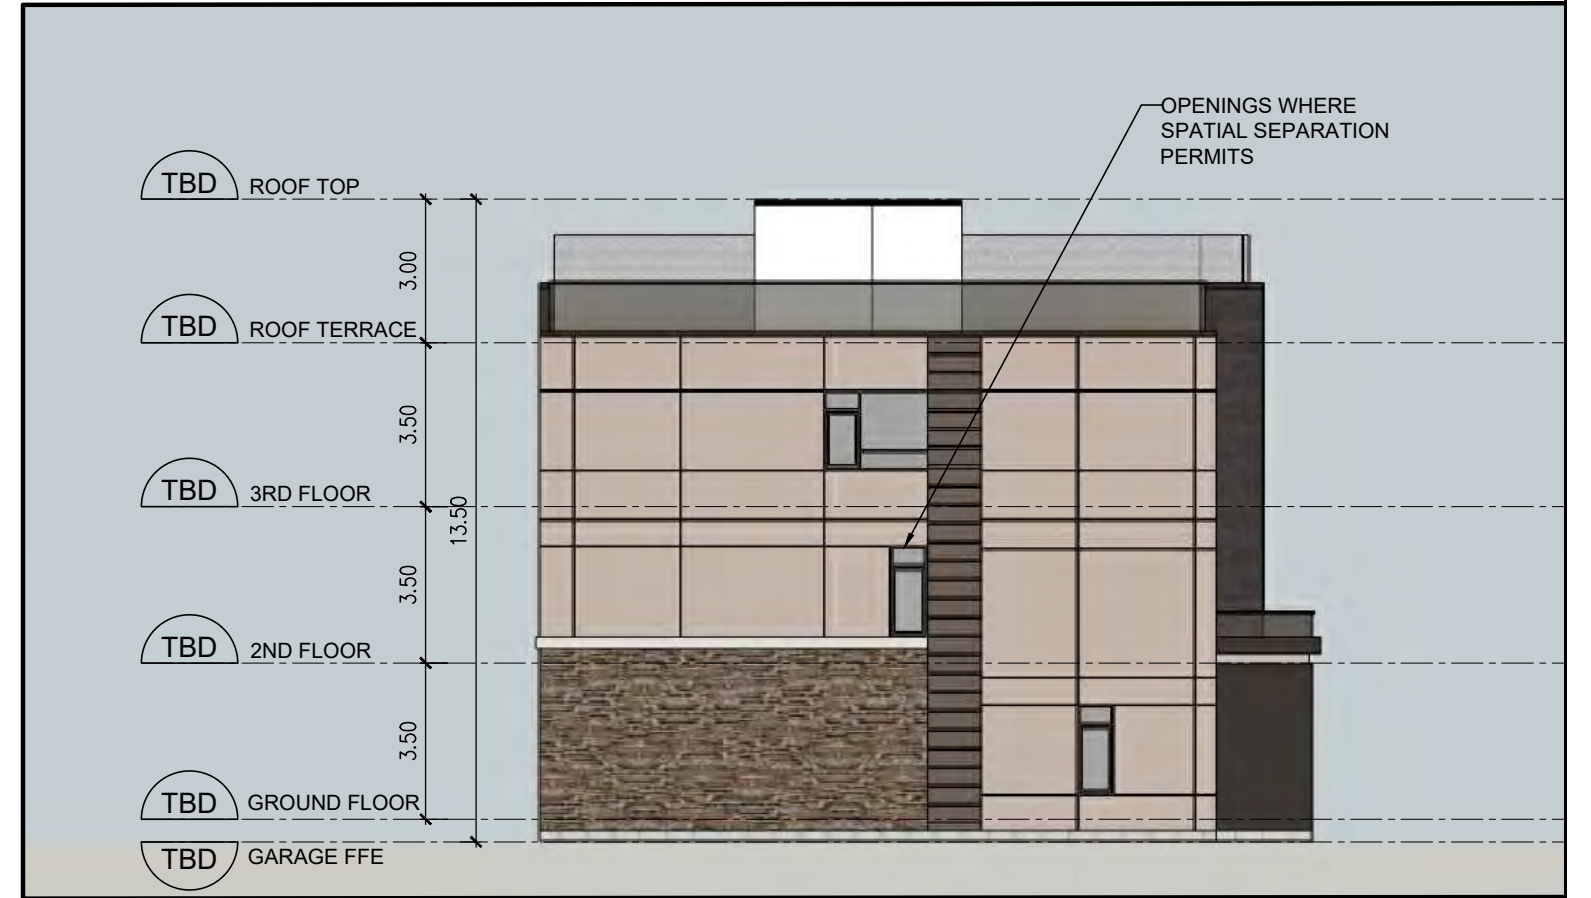 OPENINGS WHERE
SPATIAL SEPARATION
PERMITS
TBD ROOF TOP
3.00
TBD ROOF TERRACE
3.50
TBD 3RD FLOOR
13.50
3.50
TBD 2ND FLOOR
3.50
TBD GROUND FLOOR
TBD GARAGE FFE